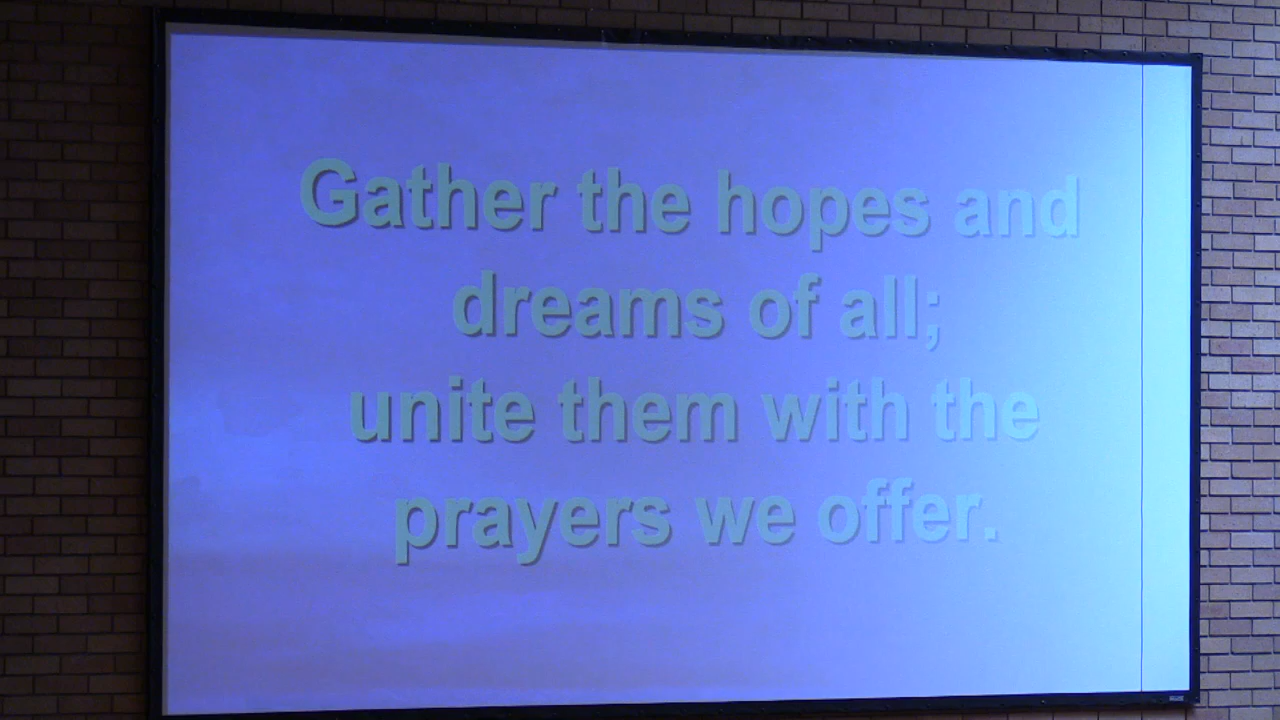 Gather the hopes and
dreams of all;
unite them with the
prayers we offer.